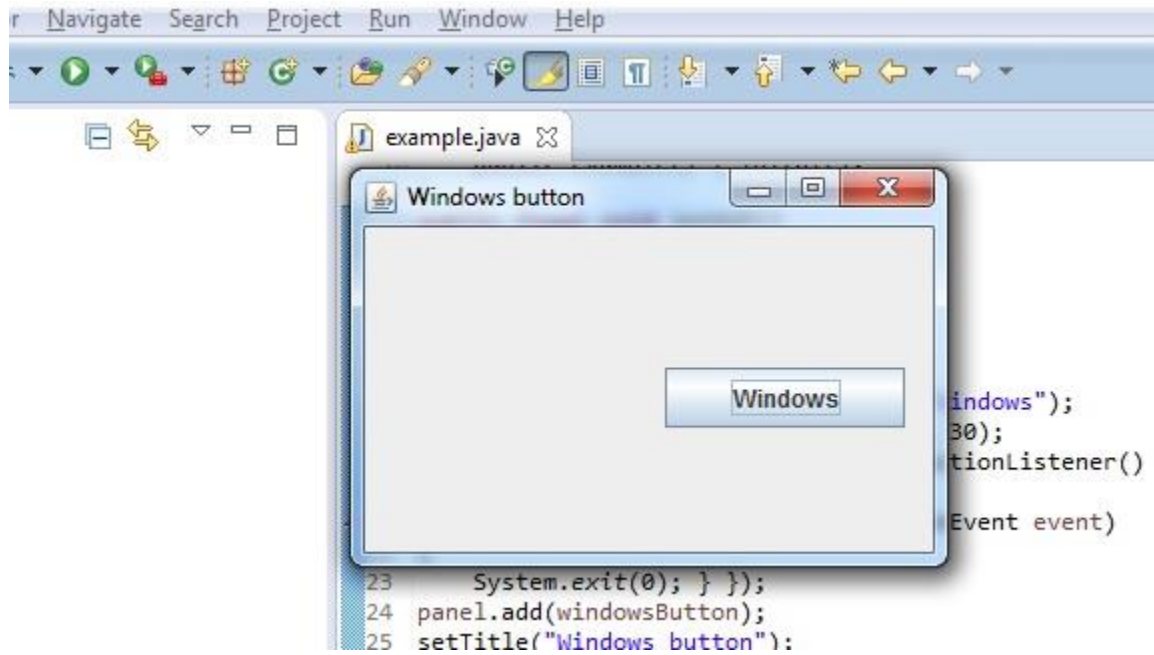 Navigate Search Project Run Window Help
example.java
Windows button
Windows
indows");
30);
tionListener()
Event event)
23 System.exit(0); } });
24 panel.add(windowsButton);
25 setTitle("Windows button");